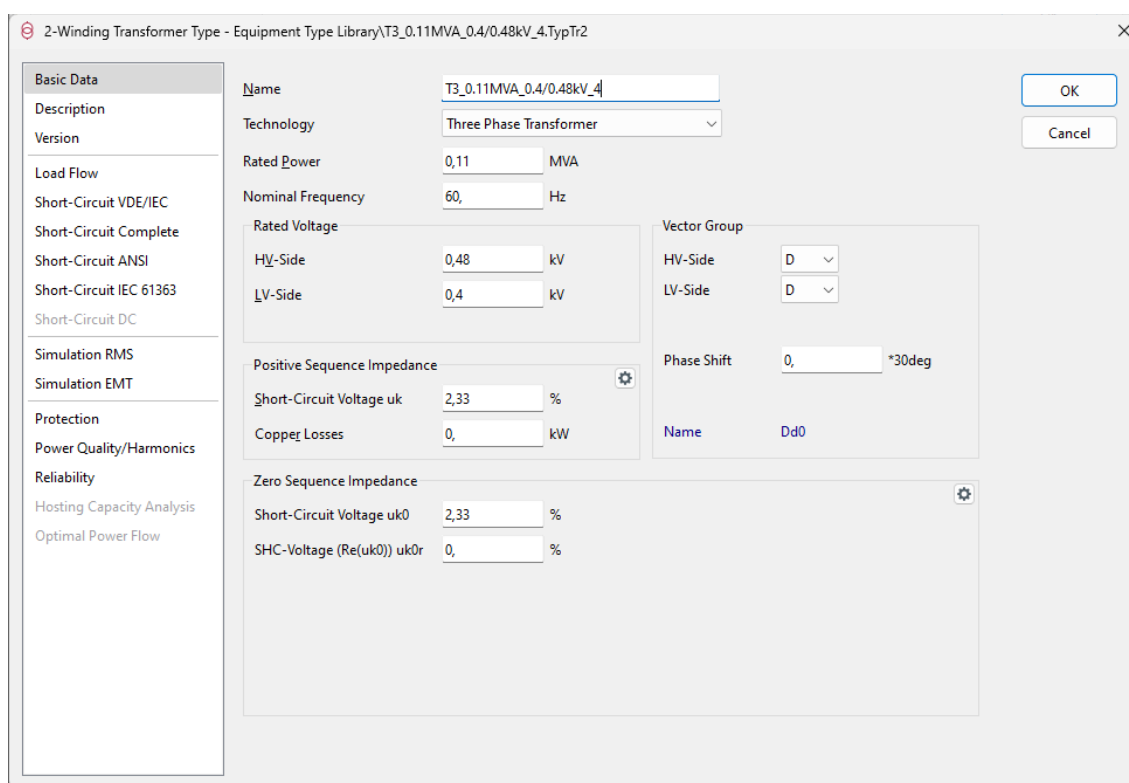 2-Winding Transformer Type - Equipment Type Library\T3_0.11MVA_0.4/0.48kV_4.TypTr2
Basic Data
Description
Version
Load Flow
Short-Circuit VDE/IEC
Short-Circuit Complete
Short-Circuit ANSI
Short-Circuit IEC 61363
Short-Circuit DC
Simulation RMS
Simulation EMT
Protection
Power Quality/Harmonics
Reliability
Hosting Capacity Analysis
Optimal Power Flow
Name T3_0.11MVA_0.4/0.48kV_4
Technology Three Phase Transformer
Rated Power 0,11 MVA
Nominal Frequency 60, Hz
Rated Voltage
HV-Side 0,48 kV
LV-Side 0,4 kV
Vector Group
HV-Side D
LV-Side D
Phase Shift 0, *30deg
Name Dd0
Positive Sequence Impedance
Short-Circuit Voltage uk 2,33 %
Copper Losses 0, kW
Zero Sequence Impedance
Short-Circuit Voltage uk0 2,33 %
SHC-Voltage (Re(uk0)) uk0r 0, %
OK
Cancel